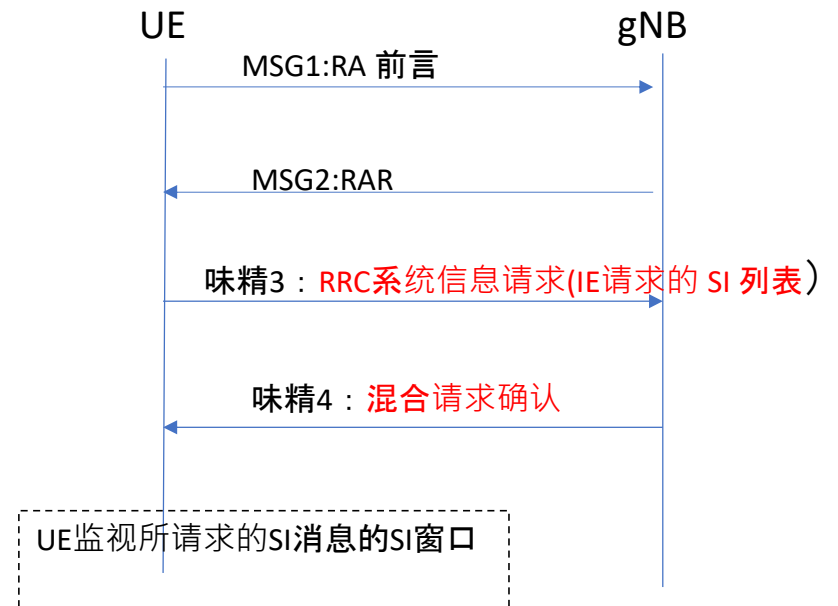 UE
gNB
MSG1:RA 前言
MSG2:RAR
味精3：RRC系统信息请求(IE请求的 SI 列表）
味精4：混合请求确认
UE监视所请求的SI消息的SI窗口